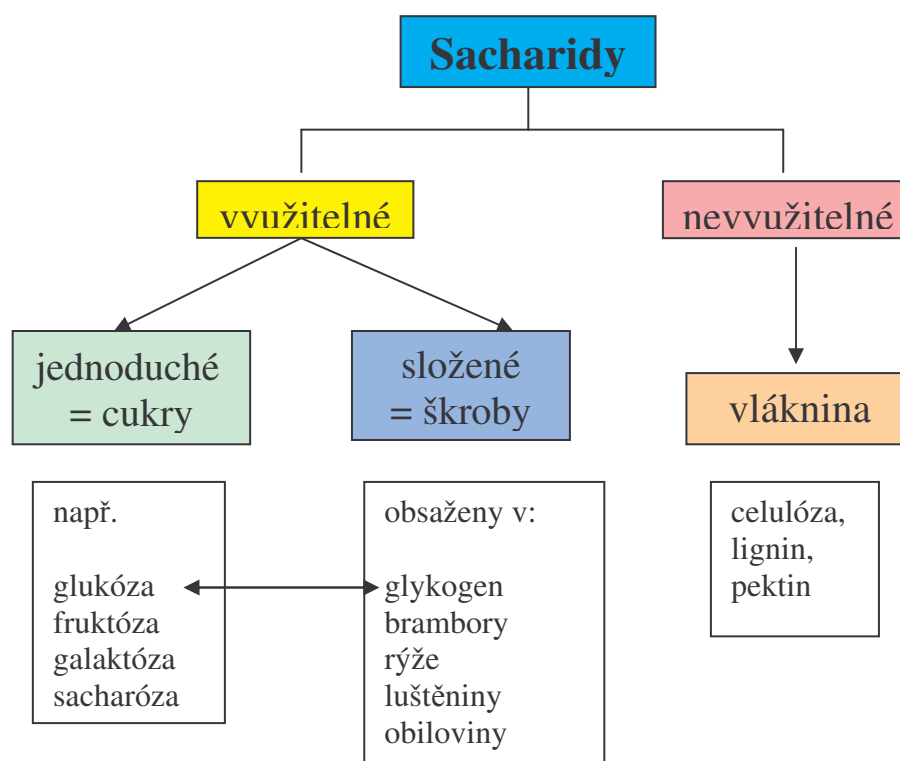 Sacharidy
využitelné
nevyužitelné
jednoduché
= cukry
složené
= škroby
vláknina
např.
glukóza
fruktóza
galaktóza
sacharóza
obsaženy v:
glykogen
brambory
rýže
luštěniny
obiloviny
celulóza,
lignin,
pektin